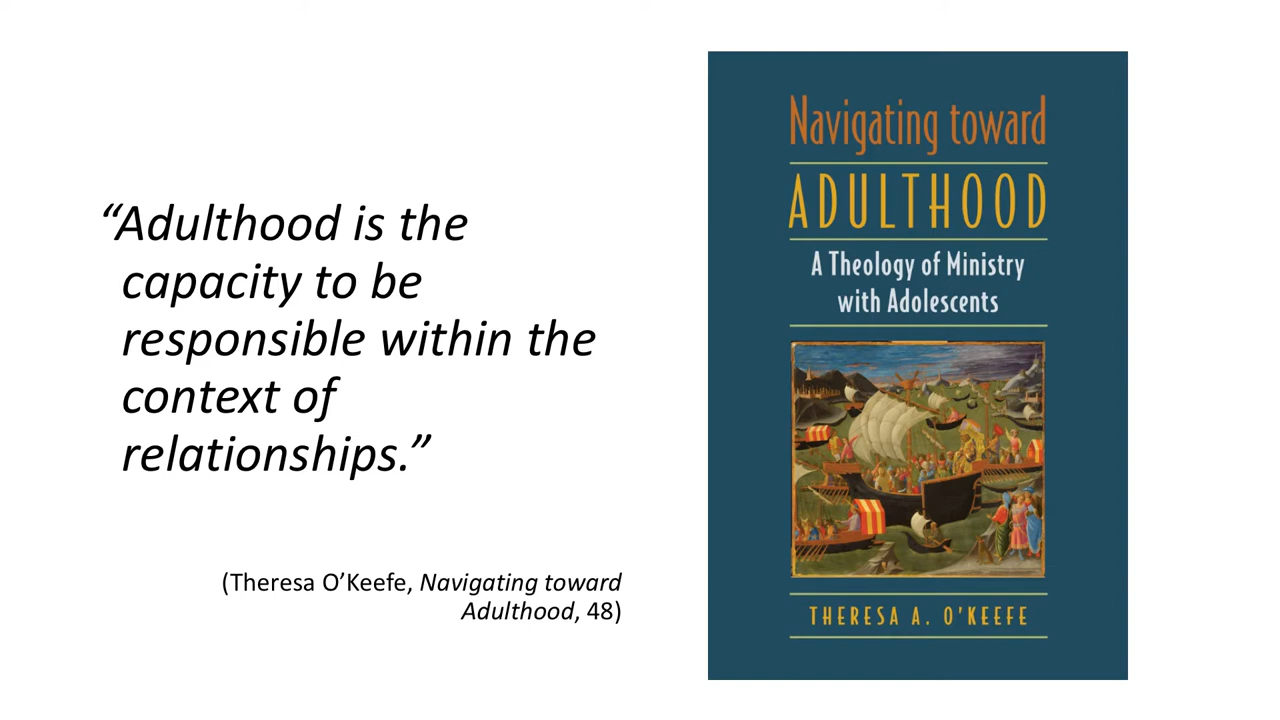 “Adulthood is the
capacity to be
responsible within the
context of
relationships.”
(Theresa O’Keefe, Navigating toward
Adulthood, 48)
Navigating toward
ADULTHOOD
A Theology of Ministry
with Adolescents
THERESA A. O’KEEFE